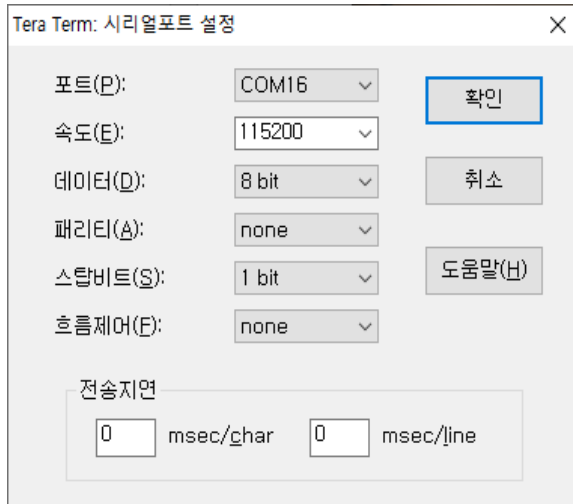 Tera Term: 시리얼포트 설정
포트(P): COM16
확인
속도(E): 115200
데이터(D): 8 bit
취소
패리티(A): none
스탑비트(S): 1 bit
도움말(H)
흐름제어(F): none
전송지연
0 msec/char 0 msec/line